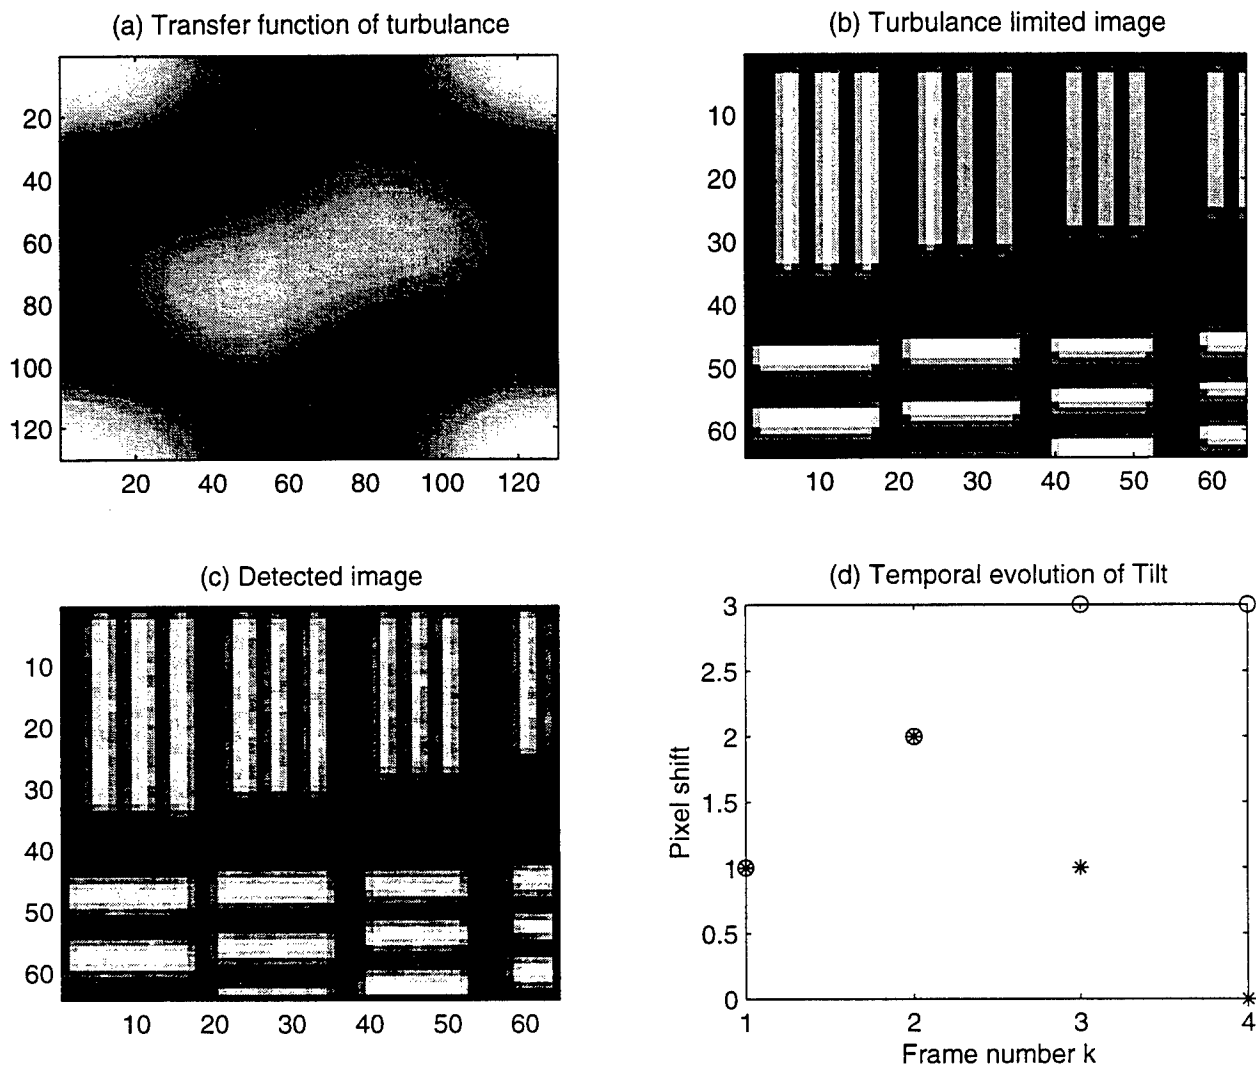 (a) Transfer function of turbulance
20
40
60
80
100
120
20 40 60 80 100 120
(b) Turbulance limited image
10
20
30
40
50
60
10 20 30 40 50 60
(c) Detected image
10
20
30
40
50
60
10 20 30 40 50 60
(d) Temporal evolution of Tilt
3
2.5
2
1.5
1
0.5
0
Pixel shift
1 2 3 4
Frame number k